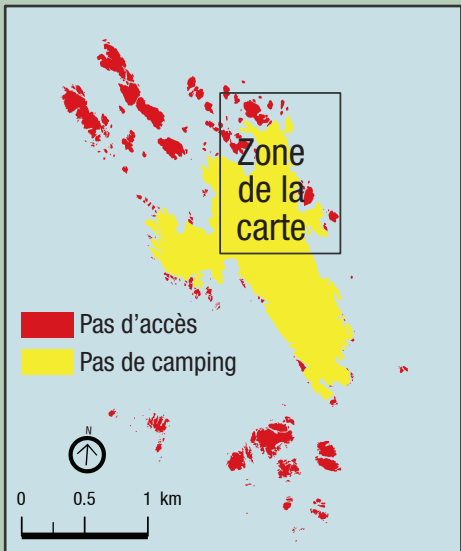 Zone
de la
carte
Pas d'accès
Pas de camping
N
0 0.5 1 km